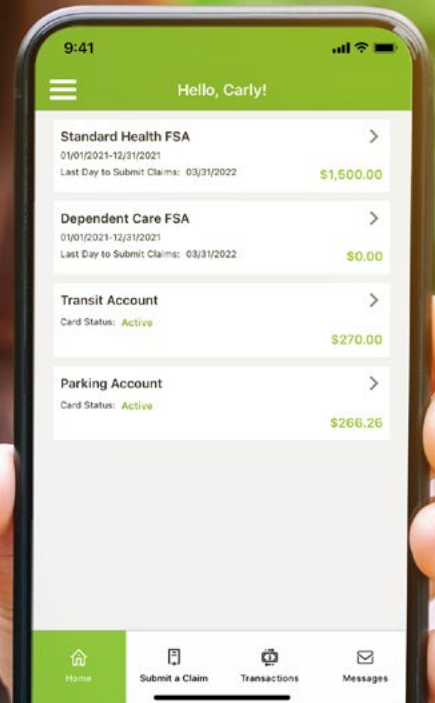 9:41
Hello, Carly!
Standard Health FSA
01/01/2021-12/31/2021
Last Day to Submit Claims: 03/31/2022
$1,500.00
Dependent Care FSA
01/01/2021-12/31/2021
Last Day to Submit Claims: 03/31/2022
$0.00
Transit Account
Card Status: Active
$270.00
Parking Account
Card Status: Active
$266.26
Home
Submit a Claim
Transactions
Messages